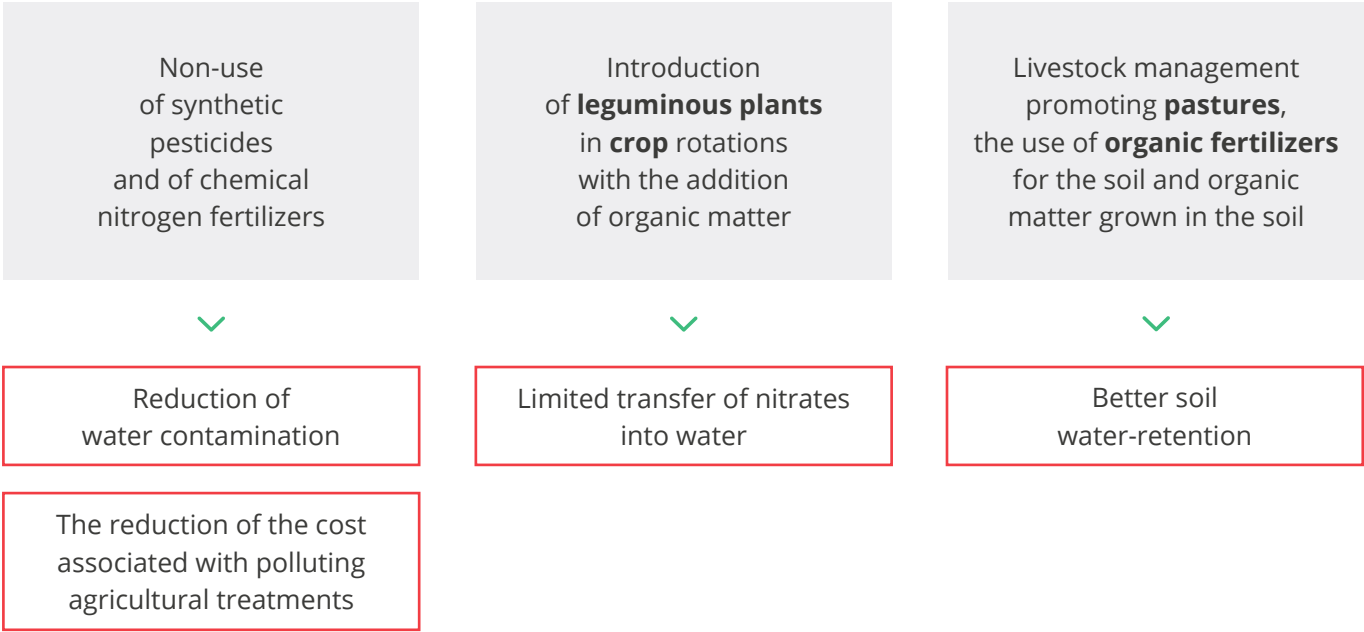 Non-use
of synthetic
pesticides
and of chemical
nitrogen fertilizers
Introduction
of leguminous plants
in crop rotations
with the addition
of organic matter
Livestock management
promoting pastures,
the use of organic fertilizers
for the soil and organic
matter grown in the soil
Reduction of
water contamination
Limited transfer of nitrates
into water
Better soil
water-retention
The reduction of the cost
associated with polluting
agricultural treatments